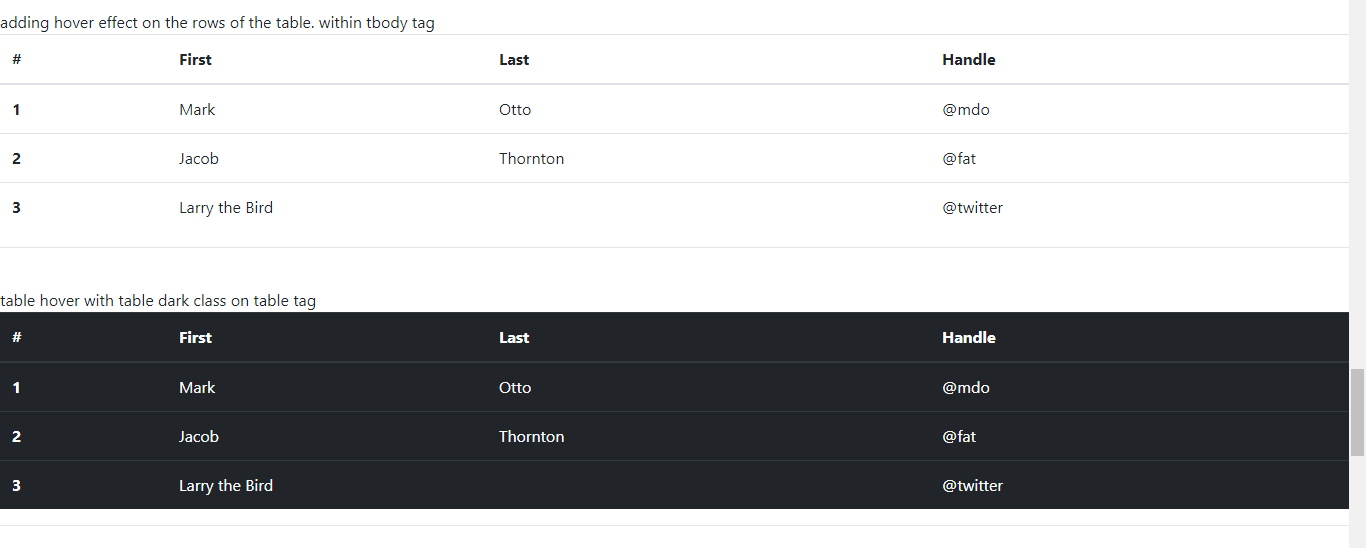 adding hover effect on the rows of the table. within tbody tag
# First Last Handle
1 Mark Otto @mdo
2 Jacob Thornton @fat
3 Larry the Bird @twitter
table hover with table dark class on table tag
# First Last Handle
1 Mark Otto @mdo
2 Jacob Thornton @fat
3 Larry the Bird @twitter